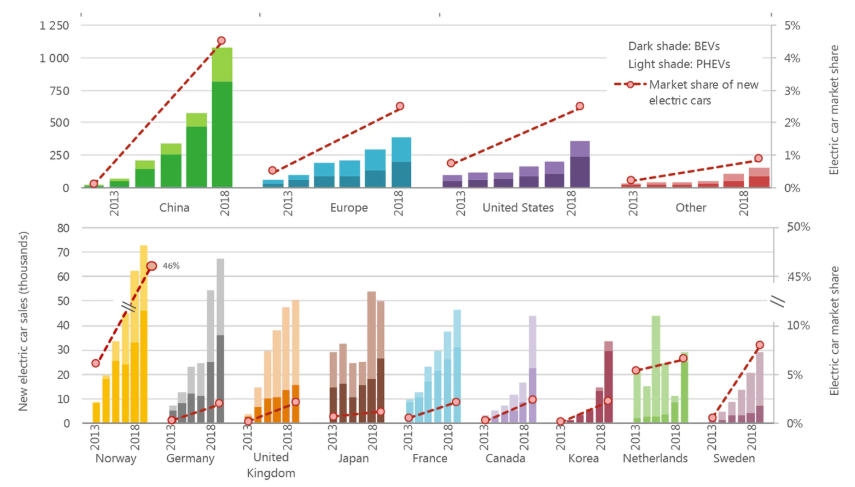 1 250
1 000
750
500
250
0
5%
4%
3%
2%
1%
0%
Dark shade: BEVs
Light shade: PHEVs
Market share of new
electric cars
Electric car market share
2013
2018
China
2013
2018
Europe
2013
2018
United States
2013
2018
Other
New electric car sales (thousands)
80
70
60
50
40
30
20
10
0
50%
45%
10%
5%
0%
Electric car market share
46%
2013
2018
Norway
2013
2018
Germany
2013
2018
United
Kingdom
2013
2018
Japan
2013
2018
France
2013
2018
Canada
2013
2018
Korea
2013
2018
Netherlands
2013
2018
Sweden